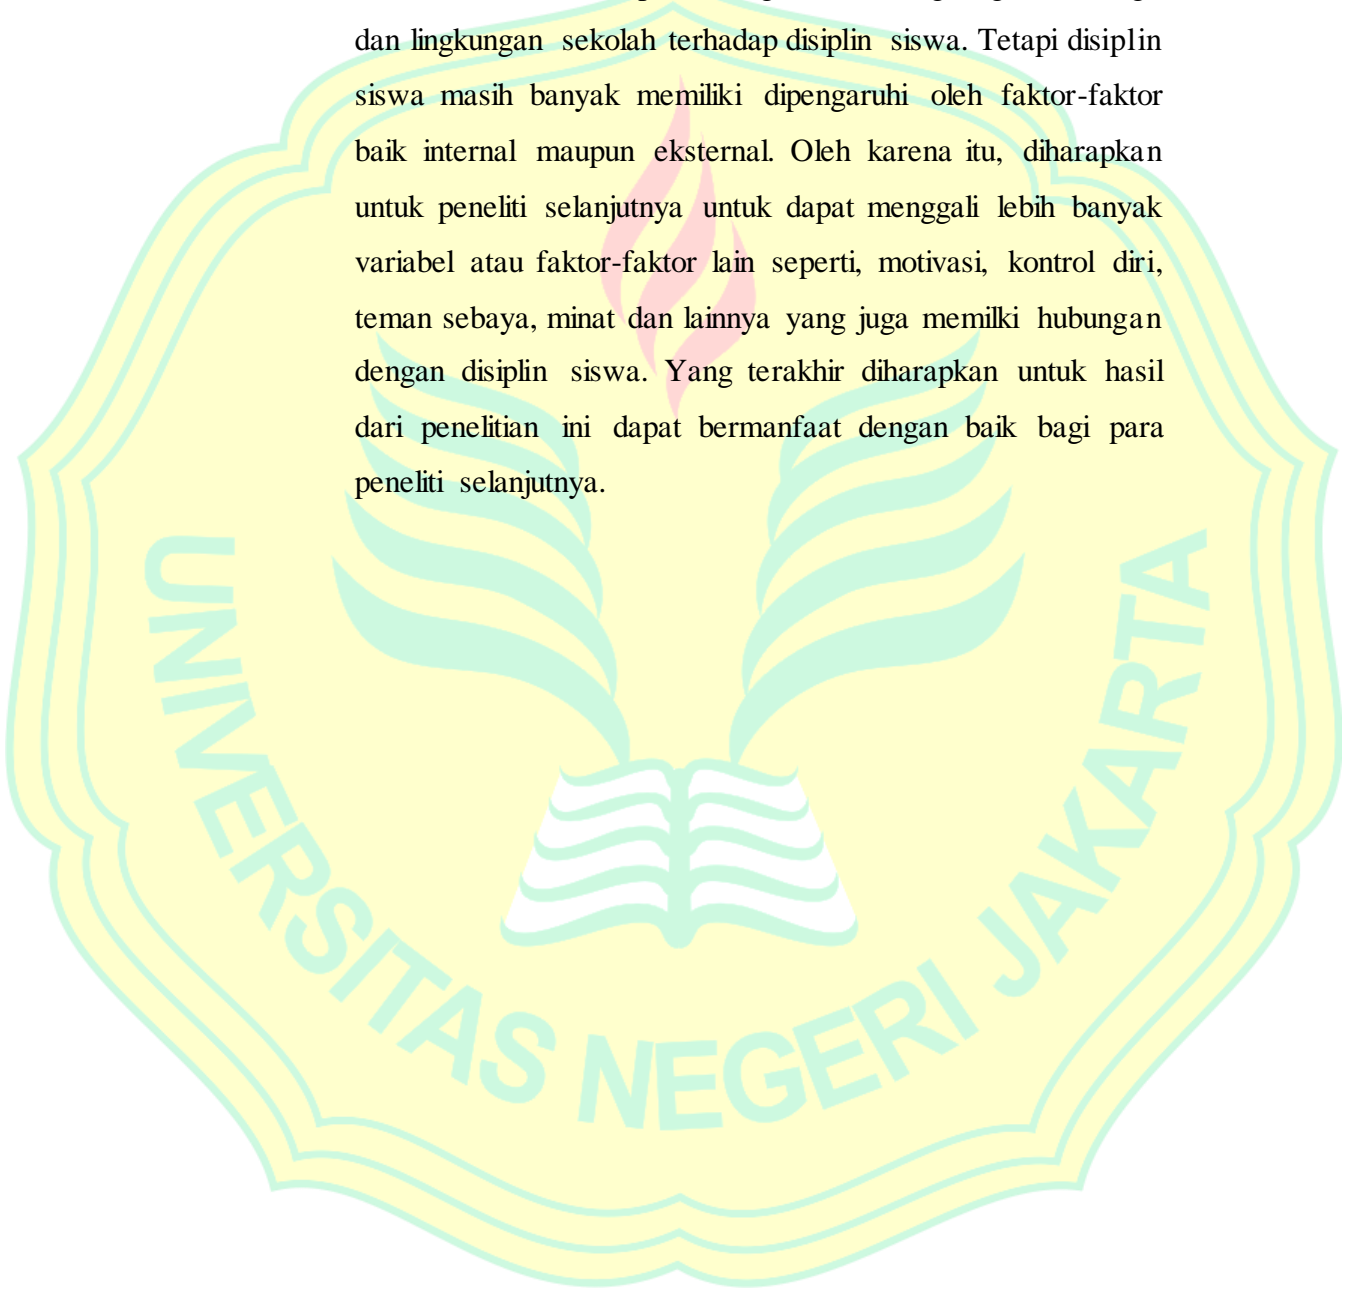 dan lingkungan sekolah terhadap disiplin siswa. Tetapi disiplin
siswa masih banyak memiliki dipengaruhi oleh faktor-faktor
baik internal maupun eksternal. Oleh karena itu, diharapkan
untuk peneliti selanjutnya untuk dapat menggali lebih banyak
variabel atau faktor-faktor lain seperti, motivasi, kontrol diri,
teman sebaya, minat dan lainnya yang juga memilki hubungan
dengan disiplin siswa. Yang terakhir diharapkan untuk hasil
dari penelitian ini dapat bermanfaat dengan baik bagi para
peneliti selanjutnya.
UNIVERSITAS NEGERI JAKARTA